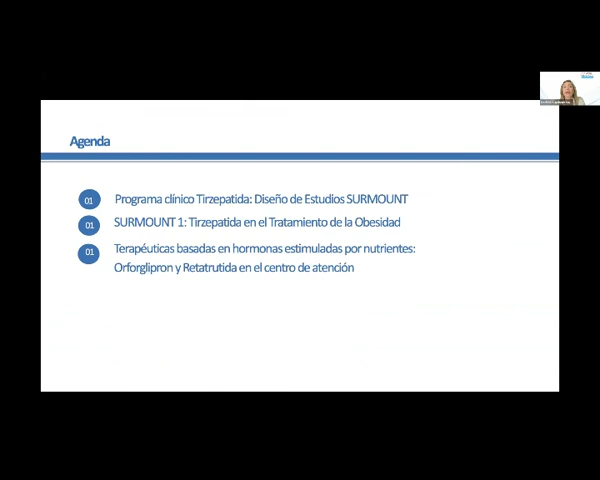 Agenda
01 Programa clínico Tirzepatida: Diseño de Estudios SURMOUNT
01 SURMOUNT 1: Tirzepatida en el Tratamiento de la Obesidad
01 Terapéuticas basadas en hormonas estimuladas por nutrientes:
Orforglipron y Retatrutida en el centro de atención